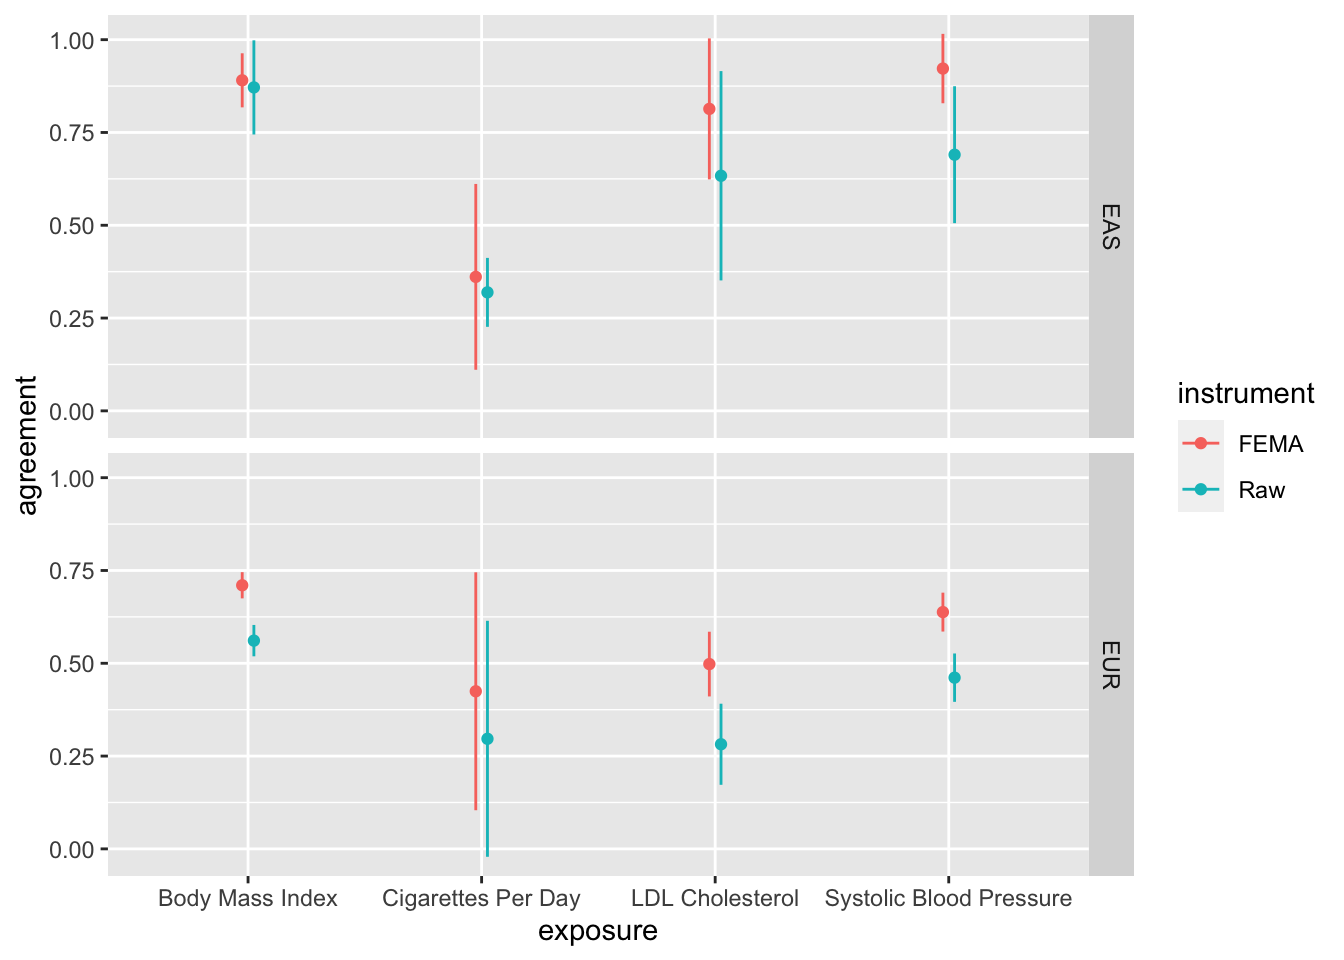 agreement
1.00
0.75
0.50
0.25
0.00
EAS
1.00
0.75
0.50
0.25
0.00
EUR
Body Mass Index
Cigarettes Per Day
LDL Cholesterol
Systolic Blood Pressure
exposure
instrument
FEMA
Raw